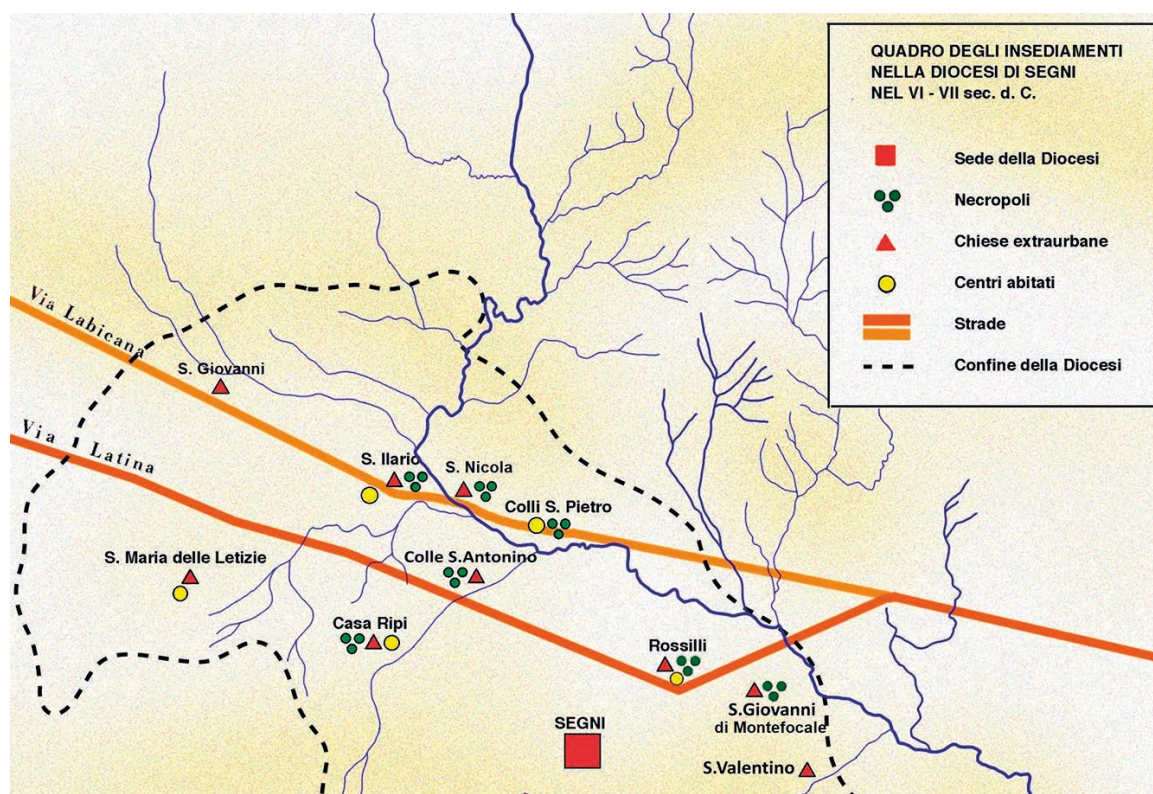 QUADRO DEGLI INSEDIAMENTI
NELLA DIOCESI DI SEGNI
NEL VI - VII sec. d. C.
Sede della Diocesi
Necropoli
Chiese extraurbane
Centri abitati
Strade
Confine della Diocesi
Via Labicana
S. Giovanni
Via Latina
S. Ilario
S. Nicola
Colli S. Pietro
S. Maria delle Letizie
Colle S.Antonino
Casa Ripi
Rossilli
S.Giovanni
di Montefocale
SEGNI
S.Valentino